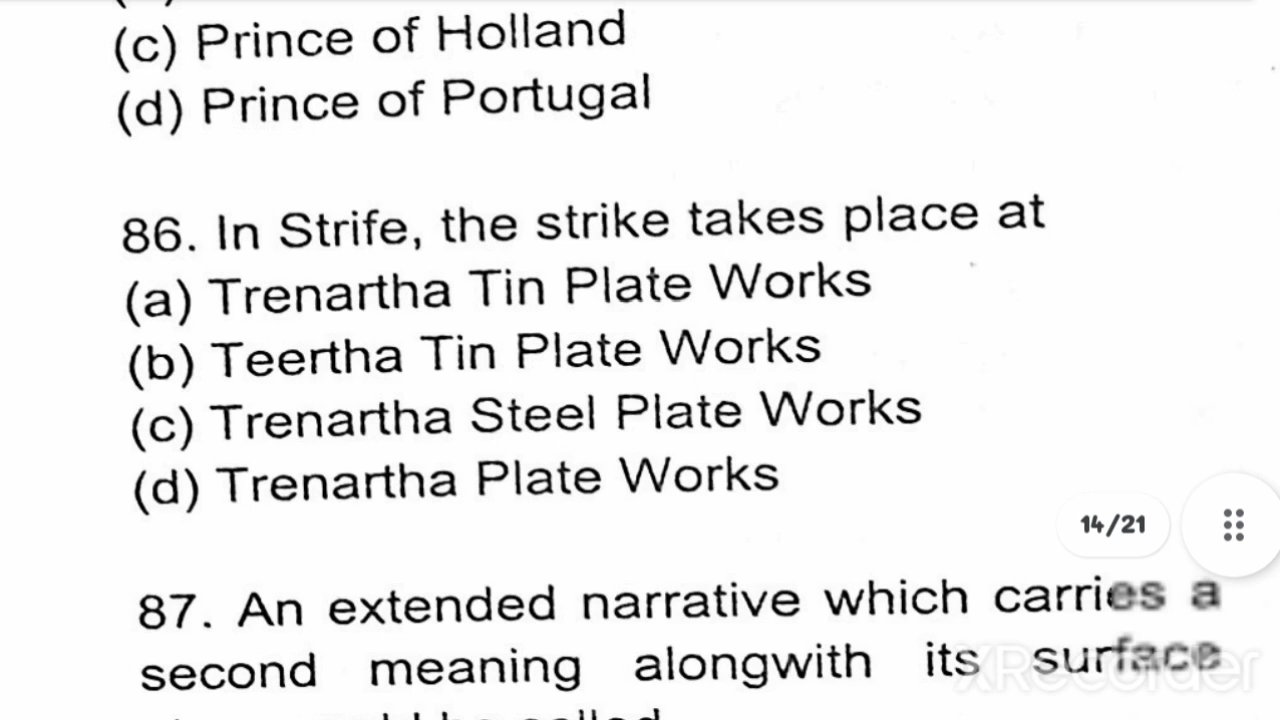 (c) Prince of Holland
(d) Prince of Portugal
86. In Strife, the strike takes place at
(a) Trenartha Tin Plate Works
(b) Teertha Tin Plate Works
(c) Trenartha Steel Plate Works
(d) Trenartha Plate Works
14/21
87. An extended narrative which carries a
second meaning alongwith its surface
XRecorder